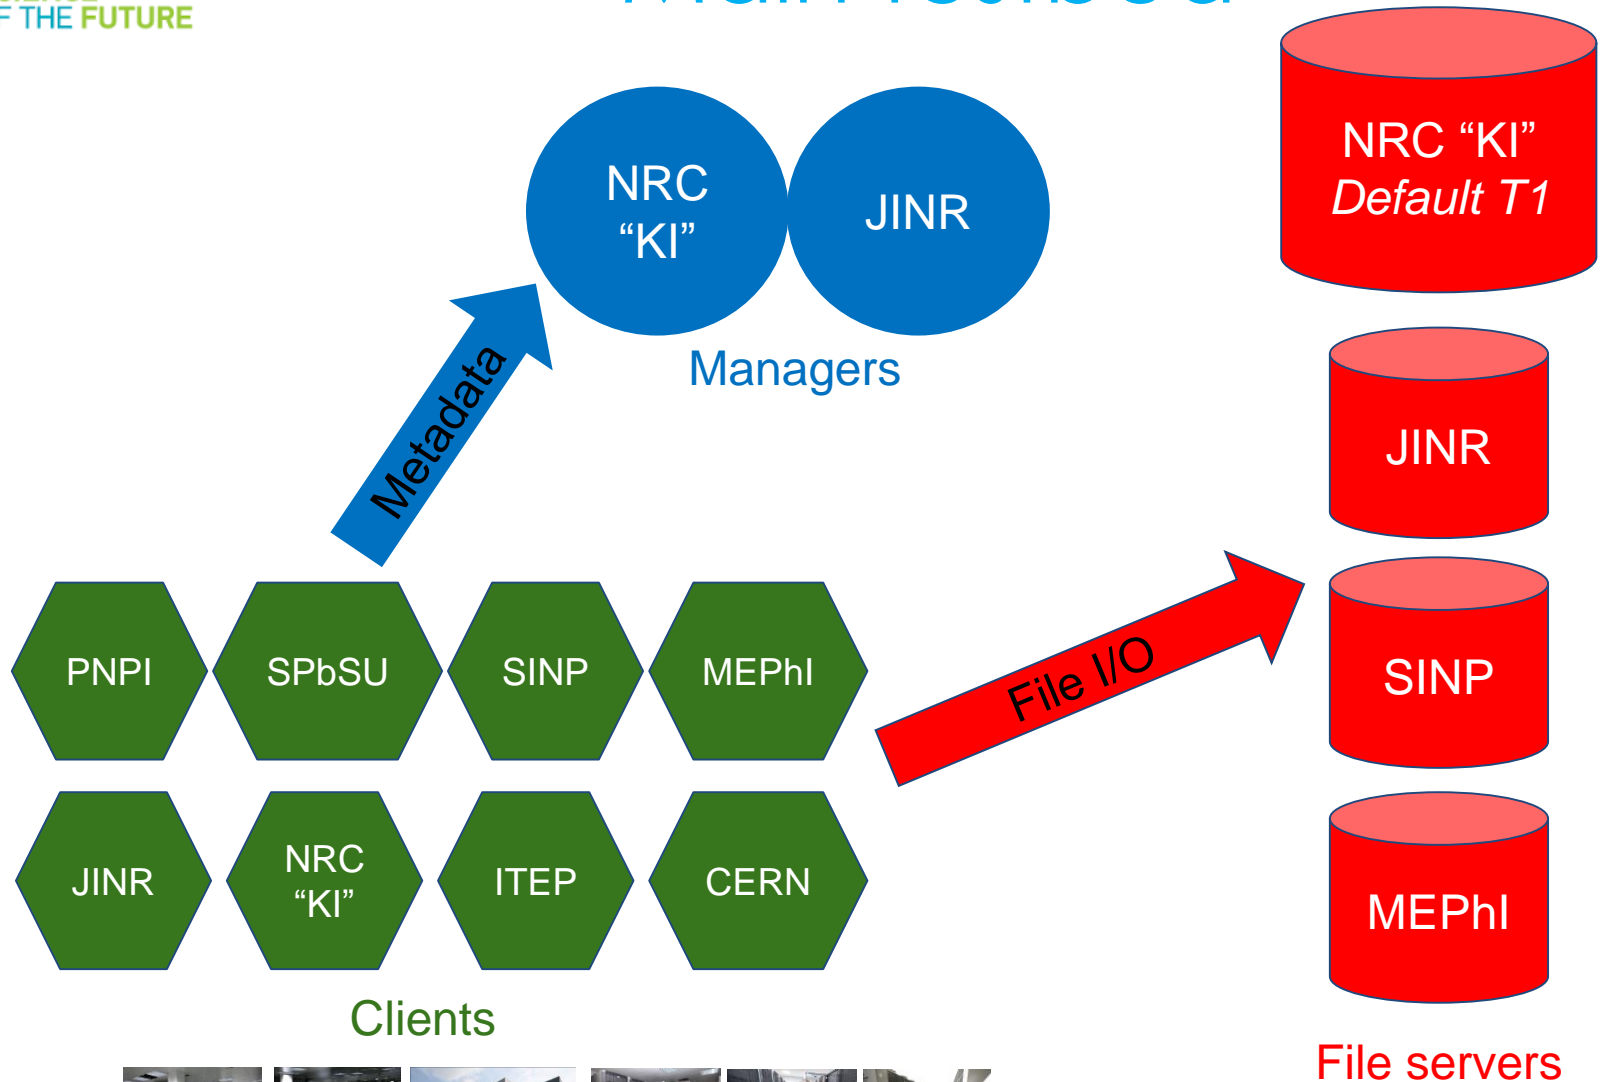 OF THE FUTURE
NRC
“KI”
JINR
Managers
Metadata
NRC “KI”
Default T1
JINR
SINP
MEPhI
File servers
File I/O
PNPI
SPbSU
SINP
MEPhI
JINR
NRC
“KI”
ITEP
CERN
Clients